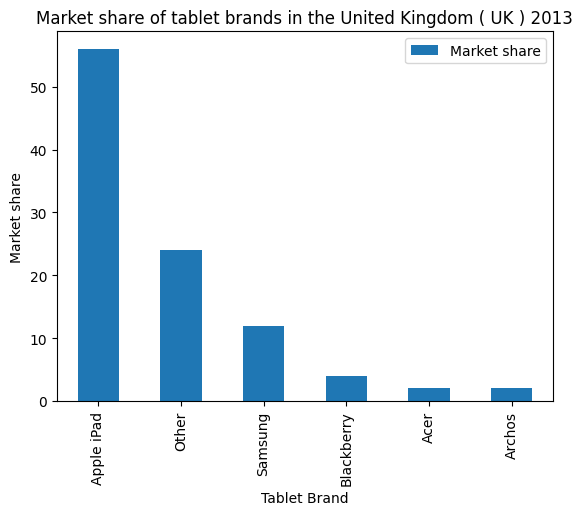 Market share of tablet brands in the United Kingdom ( UK ) 2013
Market share
Market share
50
40
30
20
10
0
Apple iPad
Other
Samsung
Blackberry
Acer
Archos
Tablet Brand